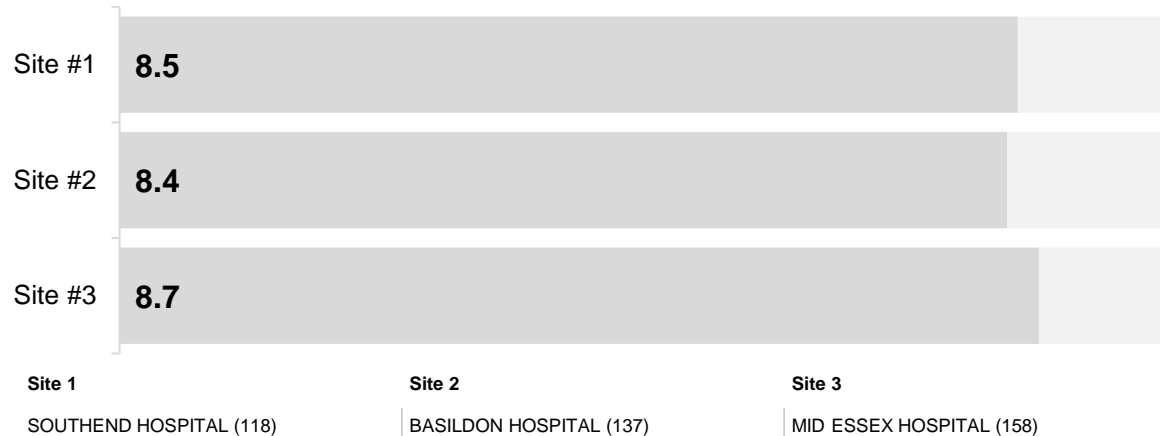 Site #1 8.5
Site #2 8.4
Site #3 8.7
Site 1 Site 2 Site 3
SOUTHEND HOSPITAL (118) BASILDON HOSPITAL (137) MID ESSEX HOSPITAL (158)